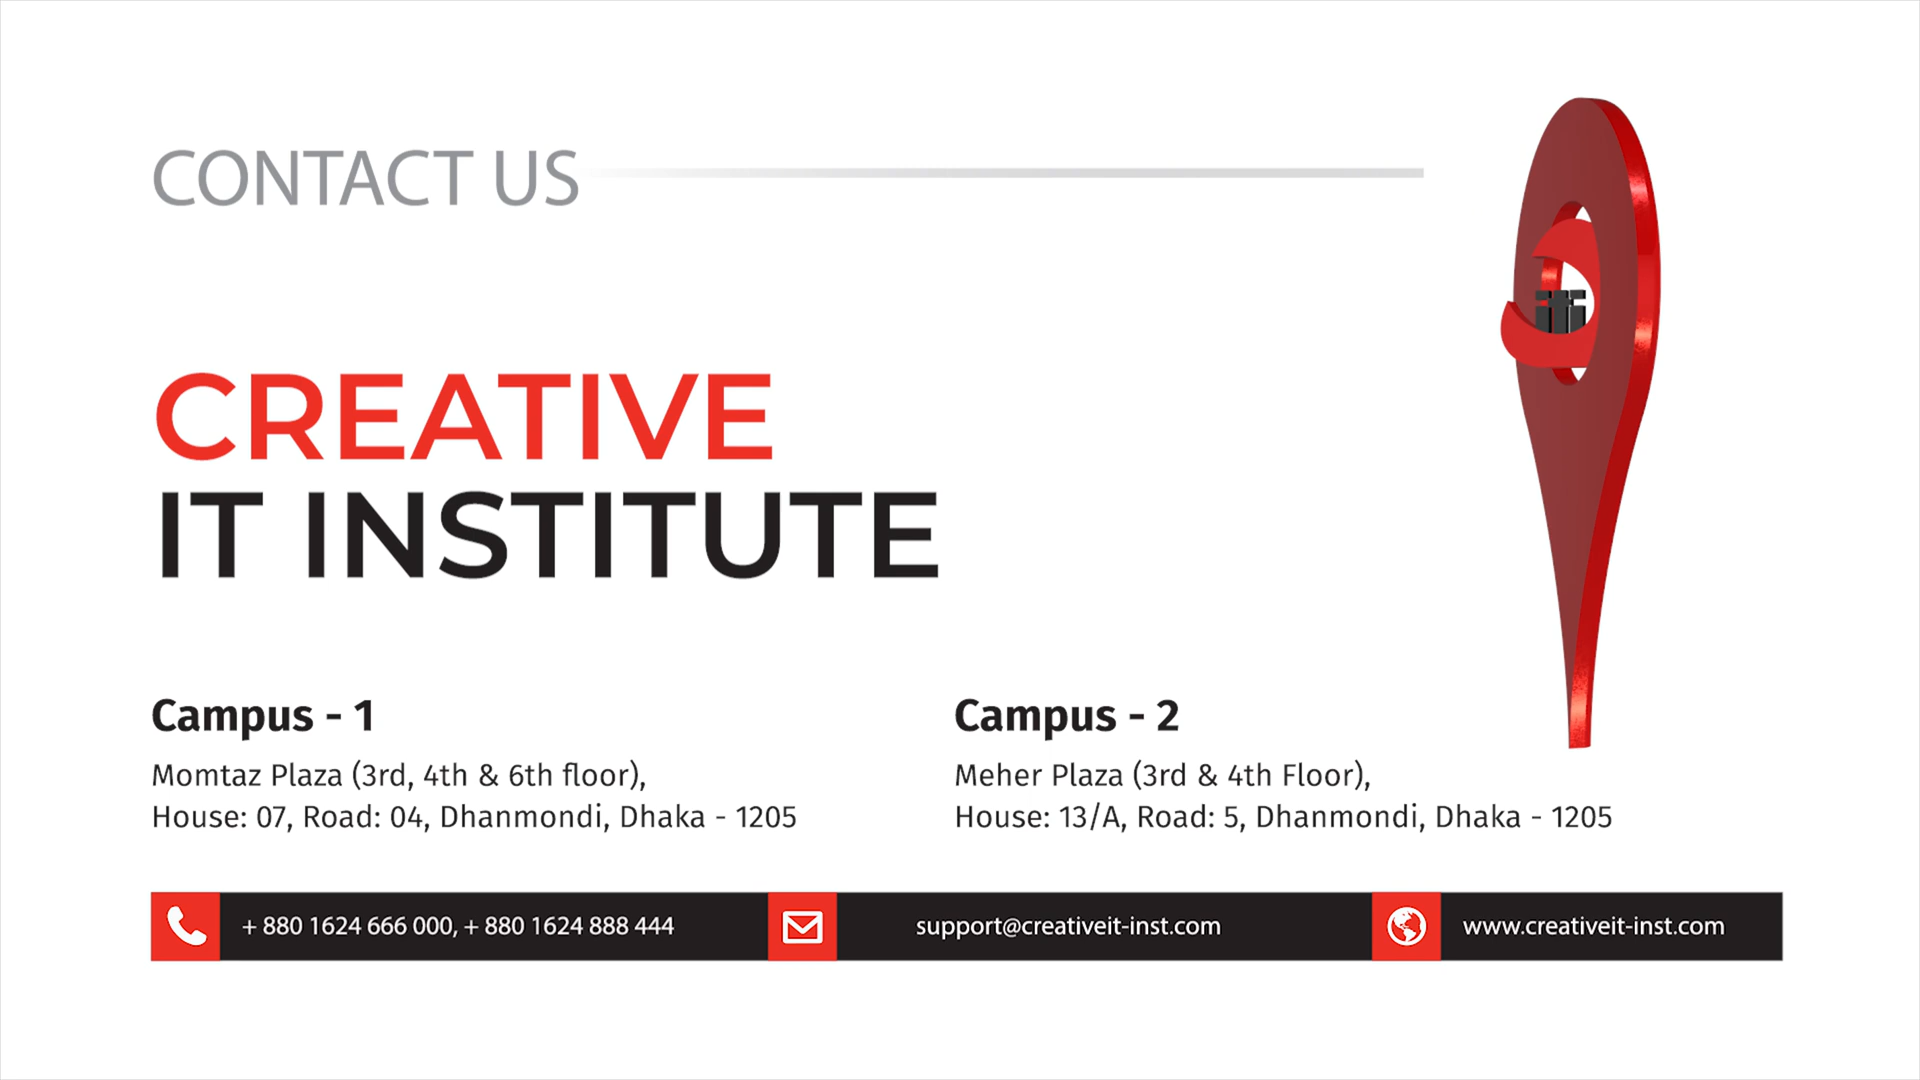 CONTACT US
CREATIVE
IT INSTITUTE
Campus - 1
Momtaz Plaza (3rd, 4th & 6th floor),
House: 07, Road: 04, Dhanmondi, Dhaka - 1205
Campus - 2
Meher Plaza (3rd & 4th Floor),
House: 13/A, Road: 5, Dhanmondi, Dhaka - 1205
+ 880 1624 666 000, + 880 1624 888 444
support@creativeit-inst.com
www.creativeit-inst.com